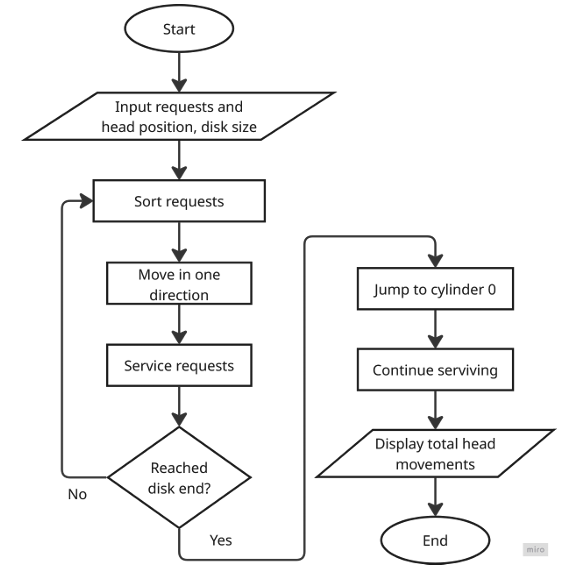 Start
Input requests and
head position, disk size
Sort requests
Move in one
direction
Service requests
Reached
disk end?
No
Yes
Jump to cylinder 0
Continue serviving
Display total head
movements
End
miro